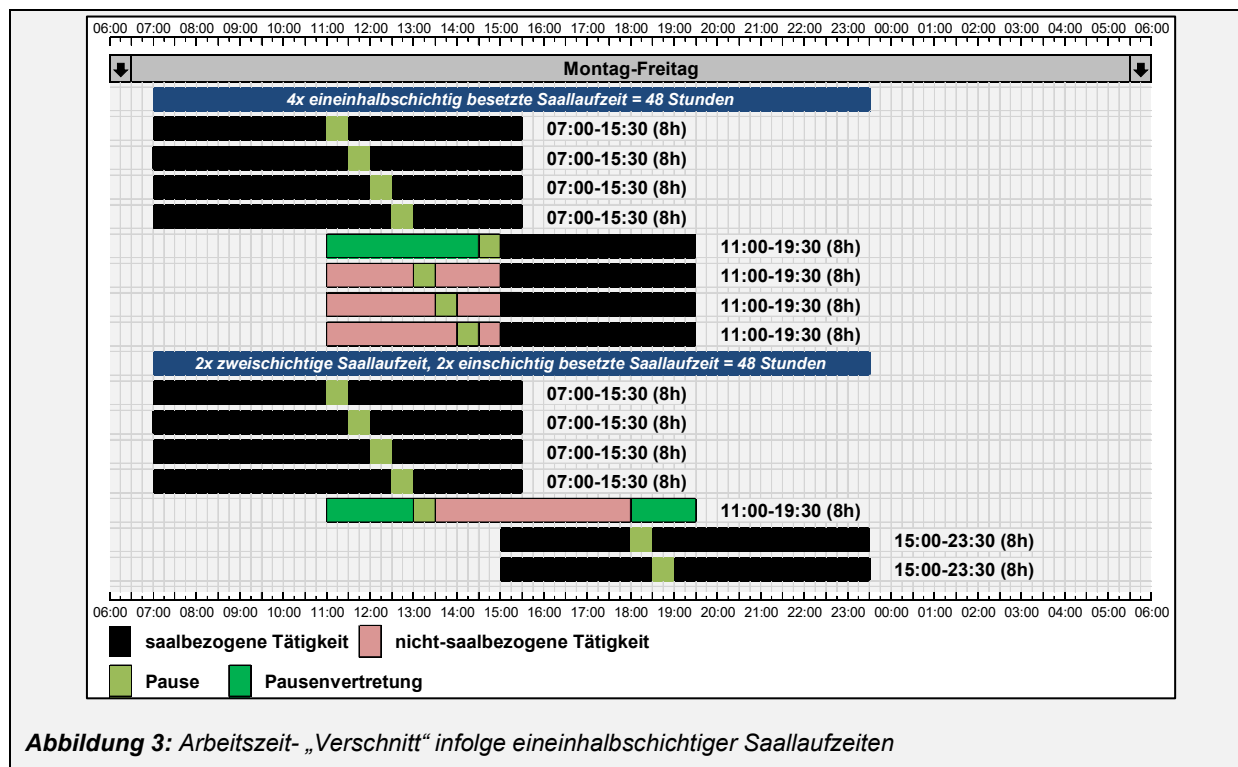 06:00 07:00 08:00 09:00 10:00 11:00 12:00 13:00 14:00 15:00 16:00 17:00 18:00 19:00 20:00 21:00 22:00 23:00 00:00 01:00 02:00 03:00 04:00 05:00 06:00
Montag-Freitag
4x eineinhalbschichtig besetzte Saallaufzeit = 48 Stunden
07:00-15:30 (8h)
07:00-15:30 (8h)
07:00-15:30 (8h)
07:00-15:30 (8h)
11:00-19:30 (8h)
11:00-19:30 (8h)
11:00-19:30 (8h)
11:00-19:30 (8h)
2x zweischichtige Saallaufzeit, 2x einschichtig besetzte Saallaufzeit = 48 Stunden
07:00-15:30 (8h)
07:00-15:30 (8h)
07:00-15:30 (8h)
07:00-15:30 (8h)
11:00-19:30 (8h)
15:00-23:30 (8h)
15:00-23:30 (8h)
06:00 07:00 08:00 09:00 10:00 11:00 12:00 13:00 14:00 15:00 16:00 17:00 18:00 19:00 20:00 21:00 22:00 23:00 00:00 01:00 02:00 03:00 04:00 05:00 06:00
saalbezogene Tätigkeit nicht-saalbezogene Tätigkeit
Pause Pausenvertretung
Abbildung 3: Arbeitszeit- „Verschnitt“ infolge eineinhalbschichtiger Saallaufzeiten